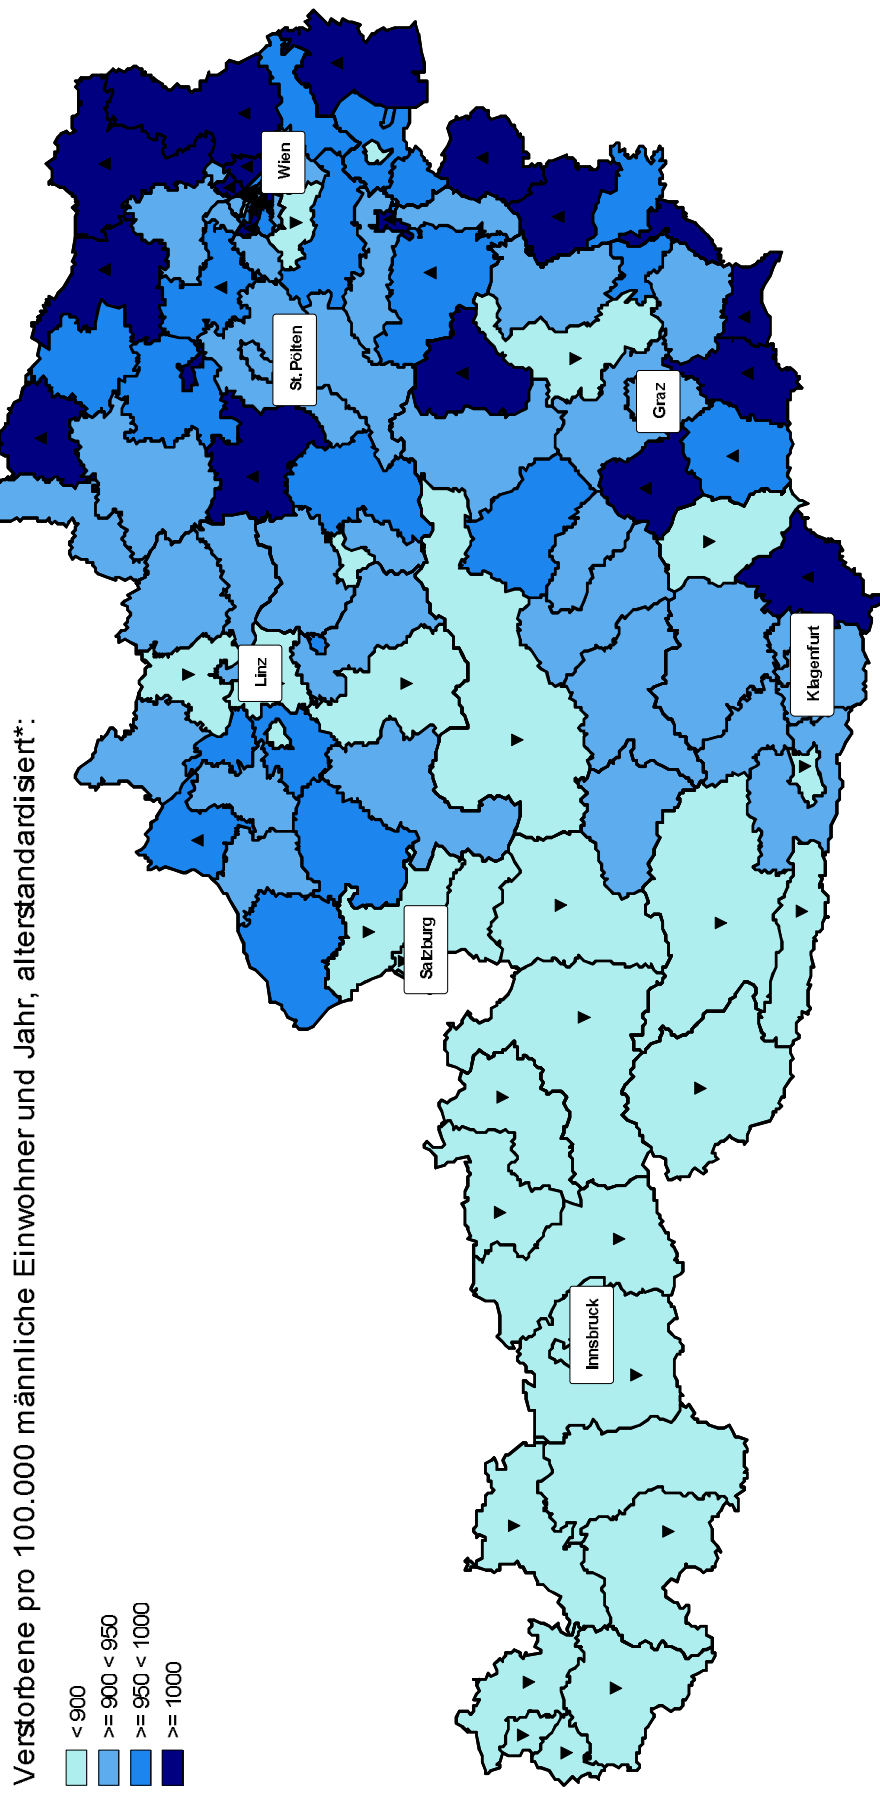 Verstorbene pro 100.000 männliche Einwohner und Jahr, alterstandardisiert*:
< 900
>= 900 < 950
>= 950 < 1000
>= 1000
Linz
St. Pölten
Wien
Salzburg
Innsbruck
Graz
Klagenfurt